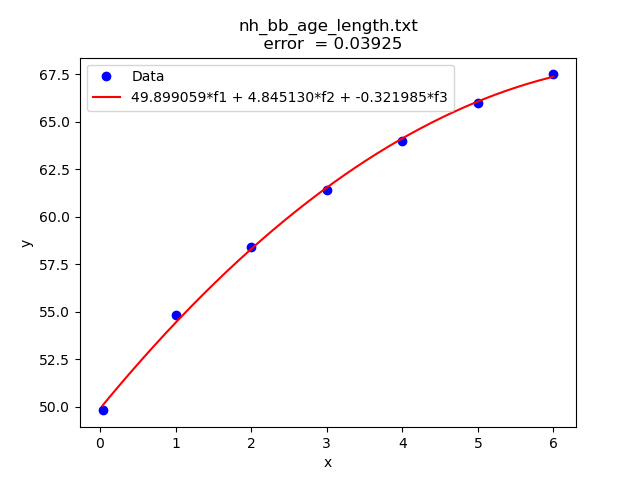 nh_bb_age_length.txt
error  = 0.03925
Data
49.899059*f1 + 4.845130*f2 + -0.321985*f3
67.5
65.0
62.5
60.0
57.5
55.0
52.5
50.0
y
0 1 2 3 4 5 6
x